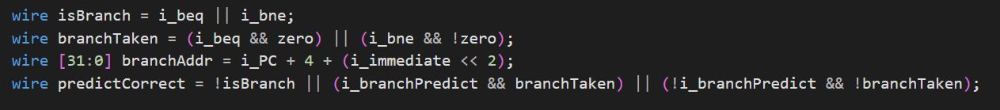 wire isBranch = i_beq || i_bne;
wire branchTaken = (i_beq && zero) || (i_bne && !zero);
wire [31:0] branchAddr = i_PC + 4 + (i_immediate << 2);
wire predictCorrect = !isBranch || (i_branchPredict && branchTaken) || (!i_branchPredict && !branchTaken);